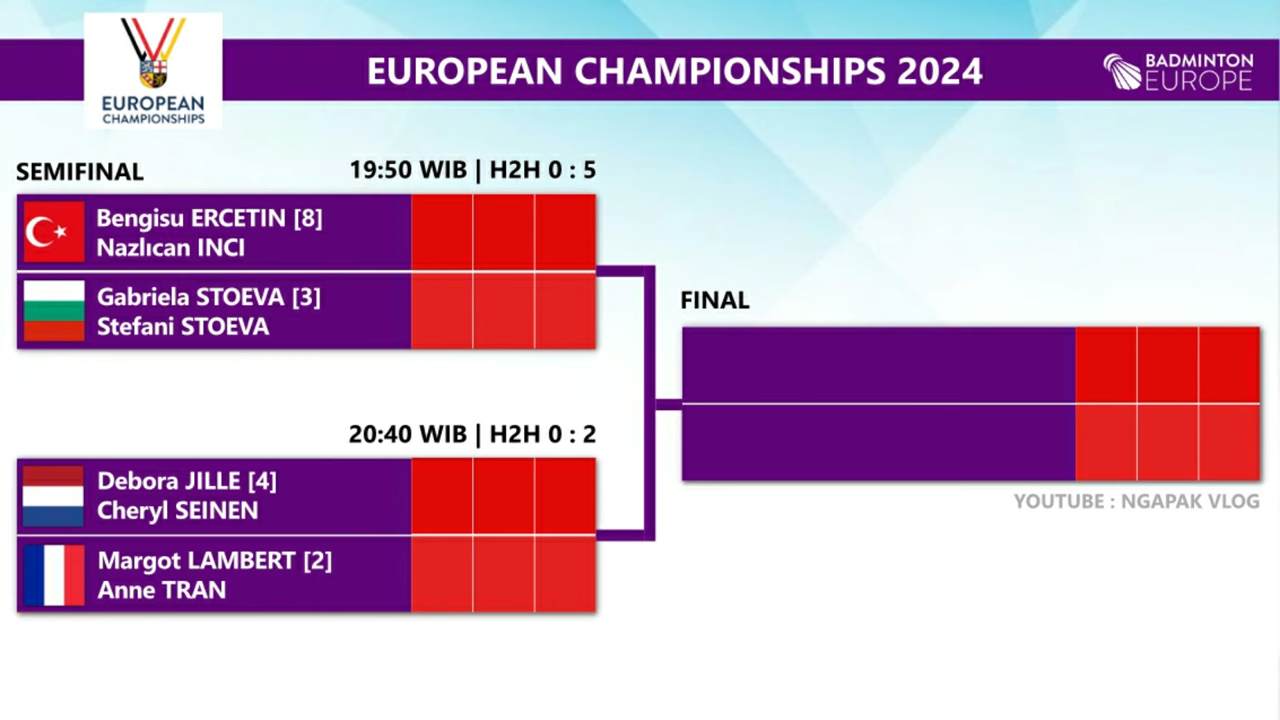 EUROPEAN CHAMPIONSHIPS 2024
EUROPEAN
CHAMPIONSHIPS
BADMINTON
EUROPE
SEMIFINAL
19:50 WIB | H2H 0 : 5
Bengisu ERCETIN [8]
Nazlıcan INCI
Gabriela STOEVA [3]
Stefani STOEVA
20:40 WIB | H2H 0 : 2
Debora JILLE [4]
Cheryl SEINEN
Margot LAMBERT [2]
Anne TRAN
FINAL
YOUTUBE : NGAPAK VLOG